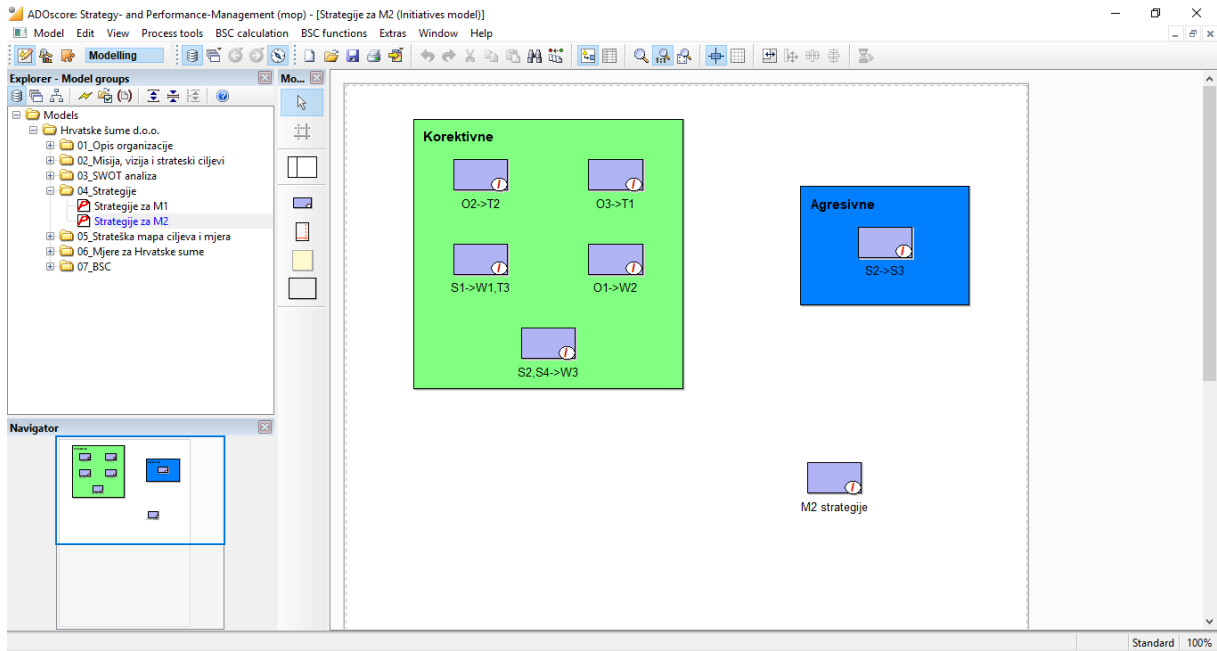 ADOscore: Strategy- and Performance-Management (mop) - [Strategije za M2 (Initiatives model)]
Model Edit View Process tools BSC calculation BSC functions Extras Window Help
Modelling
Explorer - Model groups
Mo...
Models
Hrvatske šume d.o.o.
01_Opis organizacije
02_Misija, vizija i strateski ciljevi
03_SWOT analiza
04_Strategije
Strategije za M1
Strategije za M2
05_Strateška mapa ciljeva i mjera
06_Mjere za Hrvatske sume
07_BSC
Navigator
Korektivne
O2->T2
O3->T1
S1->W1,T3
O1->W2
S2,S4->W3
Agresivne
S2->S3
M2 strategije
Standard 100%